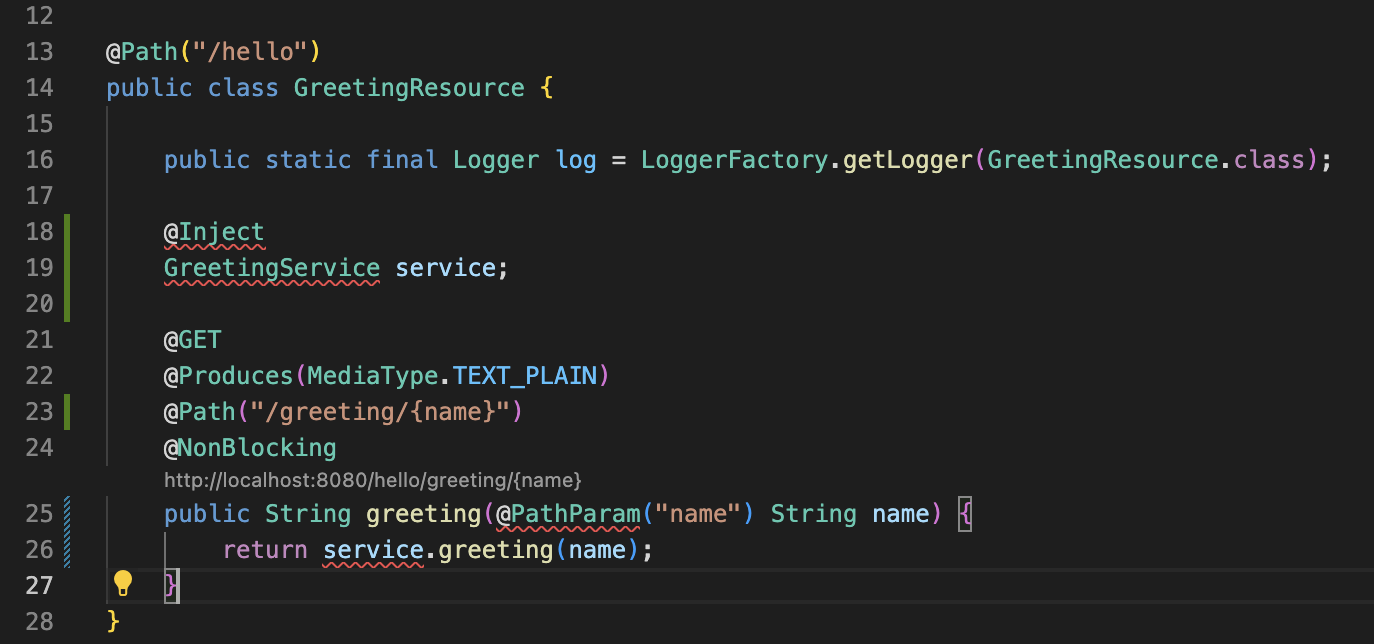 12
13 @Path("/hello")
14 public class GreetingResource {
15
16 public static final Logger log = LoggerFactory.getLogger(GreetingResource.class);
17
18 @Inject
19 GreetingService service;
20
21 @GET
22 @Produces(MediaType.TEXT_PLAIN)
23 @Path("/greeting/{name}")
24 @NonBlocking
http://localhost:8080/hello/greeting/{name}
25 public String greeting(@PathParam("name") String name) {
26 return service.greeting(name);
27 }
28 }